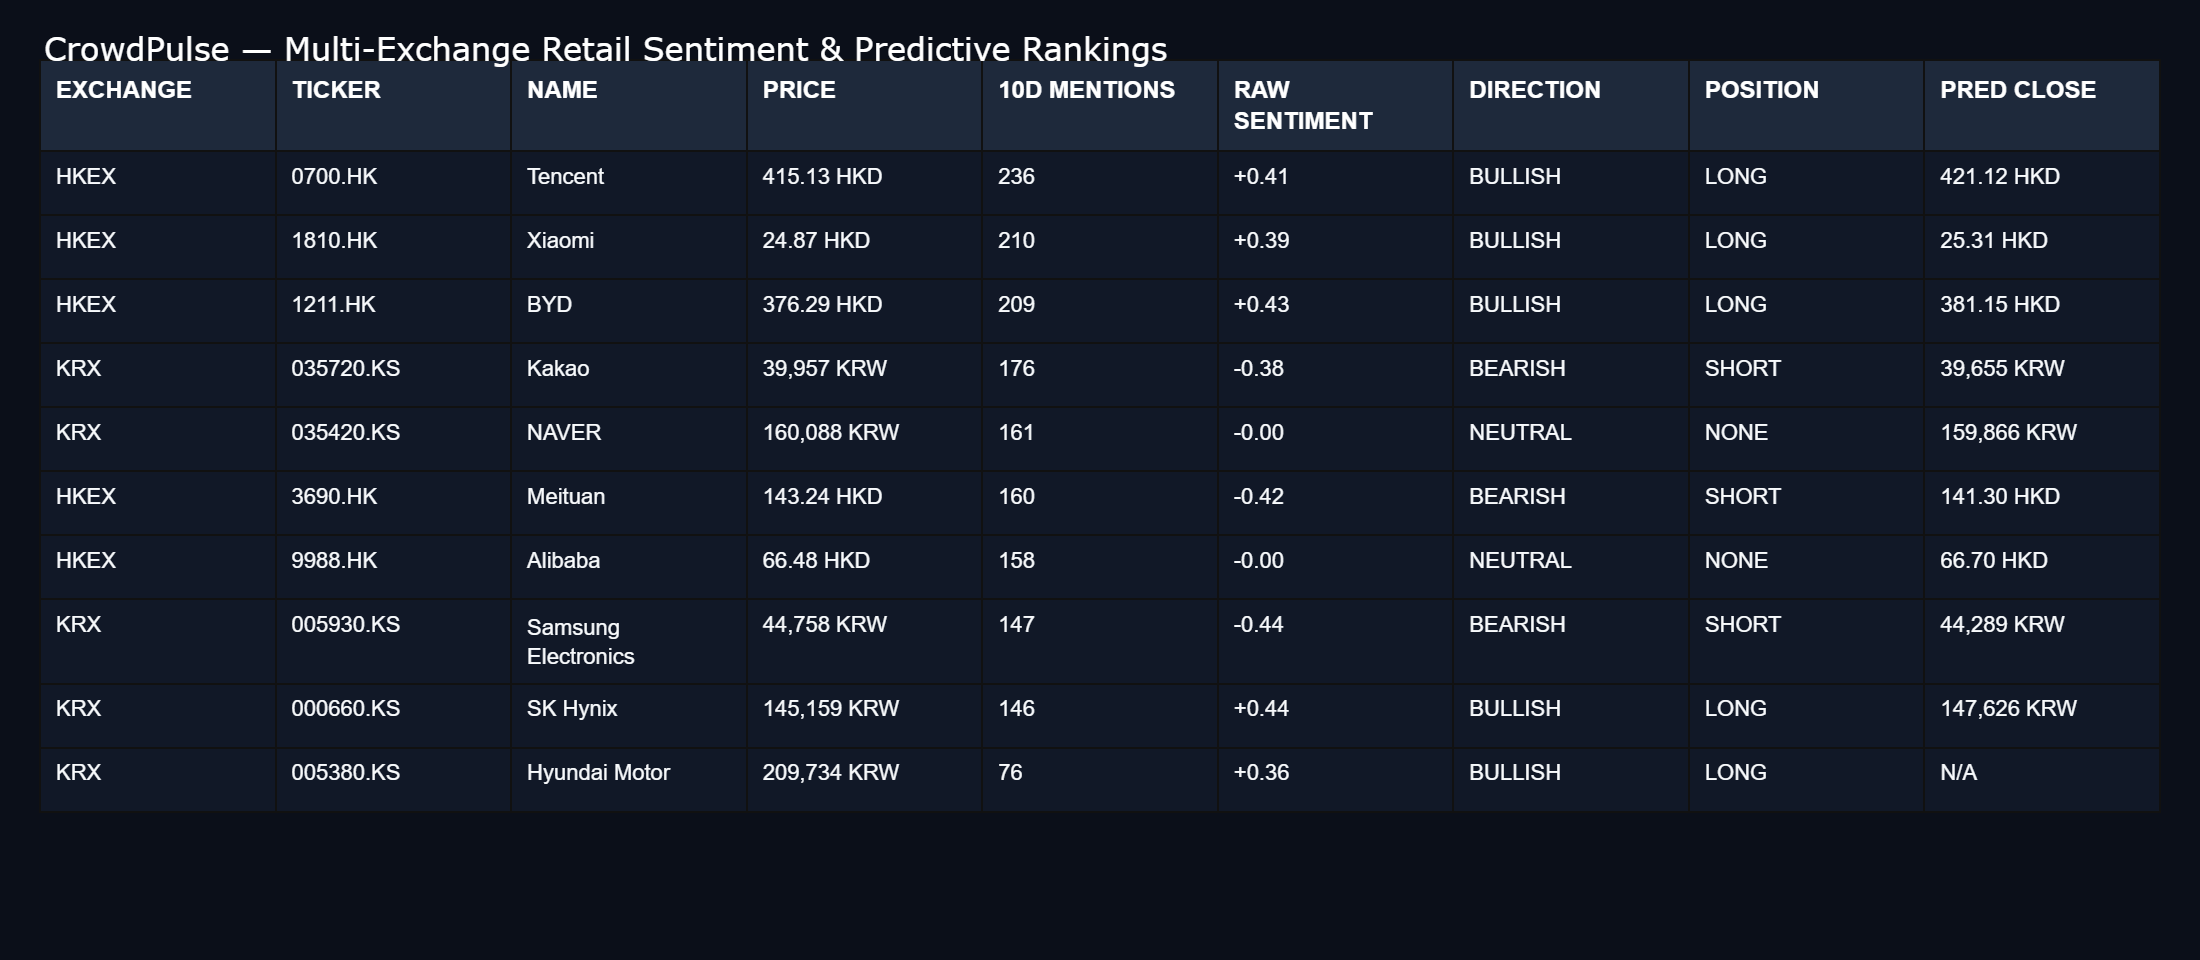 CrowdPulse — Multi-Exchange Retail Sentiment & Predictive Rankings
EXCHANGE TICKER NAME PRICE 10D MENTIONS RAW SENTIMENT DIRECTION POSITION PRED CLOSE
HKEX 0700.HK Tencent 415.13 HKD 236 +0.41 BULLISH LONG 421.12 HKD
HKEX 1810.HK Xiaomi 24.87 HKD 210 +0.39 BULLISH LONG 25.31 HKD
HKEX 1211.HK BYD 376.29 HKD 209 +0.43 BULLISH LONG 381.15 HKD
KRX 035720.KS Kakao 39,957 KRW 176 -0.38 BEARISH SHORT 39,655 KRW
KRX 035420.KS NAVER 160,088 KRW 161 -0.00 NEUTRAL NONE 159,866 KRW
HKEX 3690.HK Meituan 143.24 HKD 160 -0.42 BEARISH SHORT 141.30 HKD
HKEX 9988.HK Alibaba 66.48 HKD 158 -0.00 NEUTRAL NONE 66.70 HKD
KRX 005930.KS Samsung Electronics 44,758 KRW 147 -0.44 BEARISH SHORT 44,289 KRW
KRX 000660.KS SK Hynix 145,159 KRW 146 +0.44 BULLISH LONG 147,626 KRW
KRX 005380.KS Hyundai Motor 209,734 KRW 76 +0.36 BULLISH LONG N/A